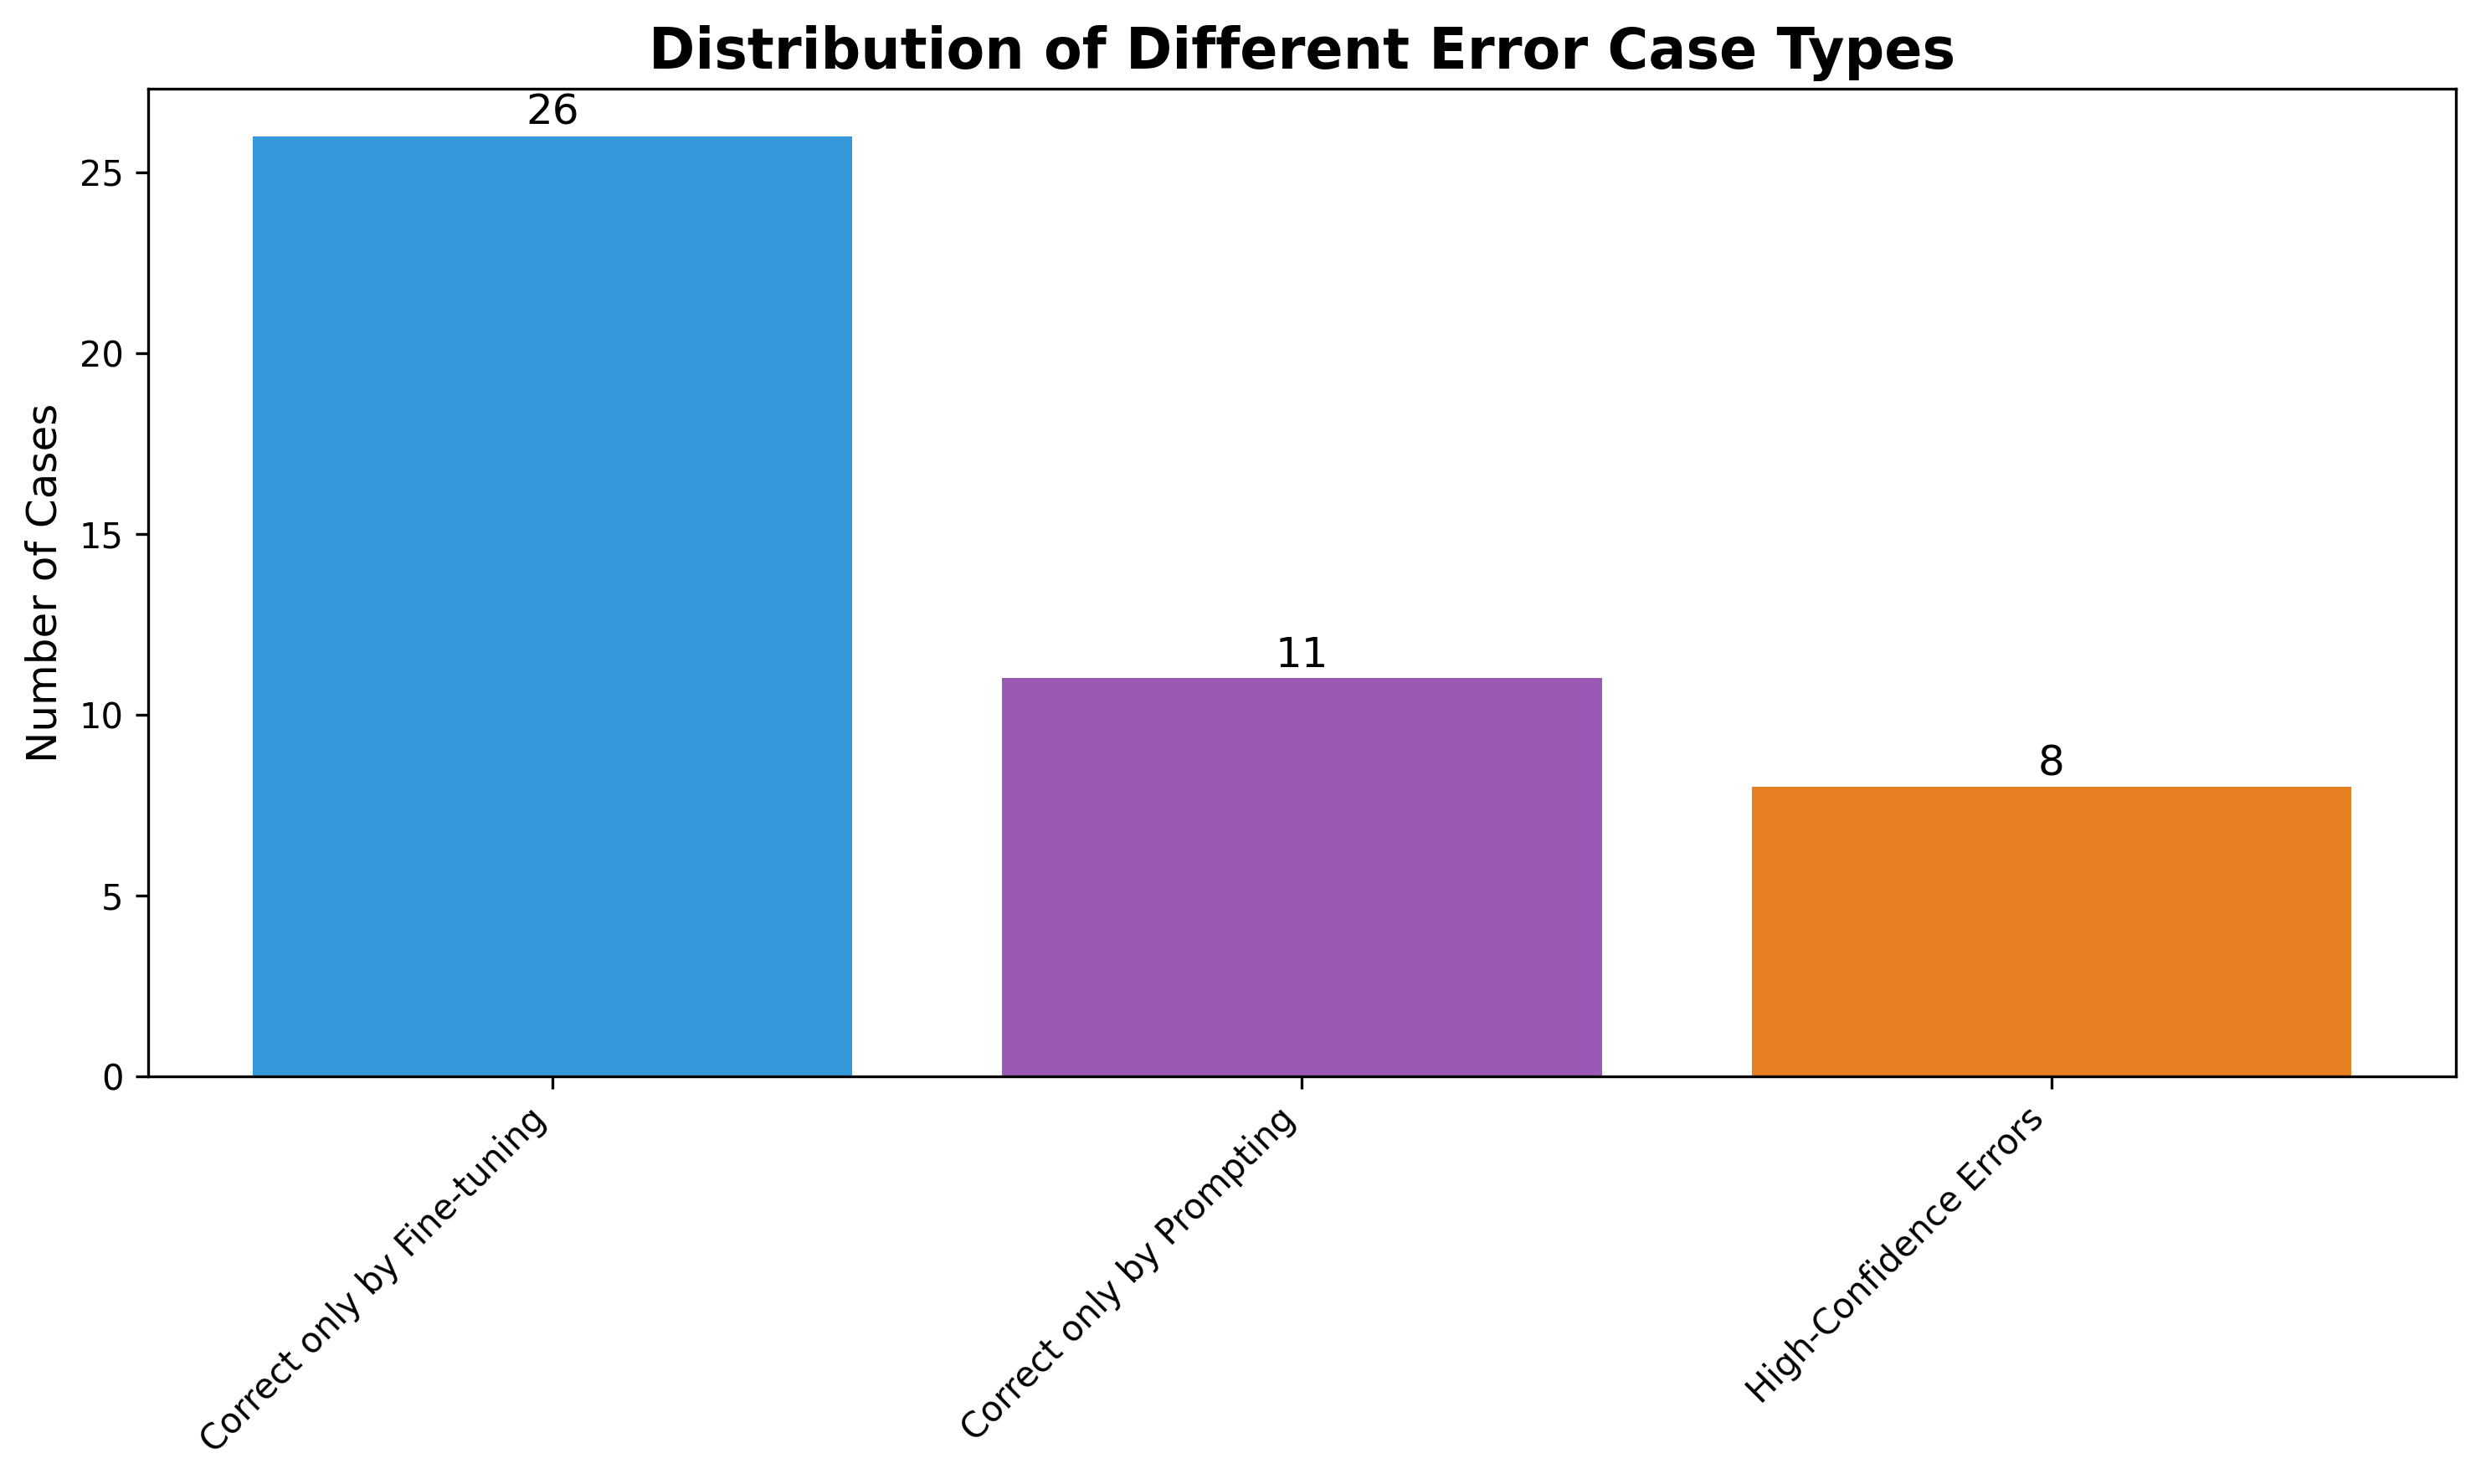 Distribution of Different Error Case Types
26
11
8
25
20
15
10
5
0
Number of Cases
Correct only by Fine-tuning
Correct only by Prompting
High-Confidence Errors